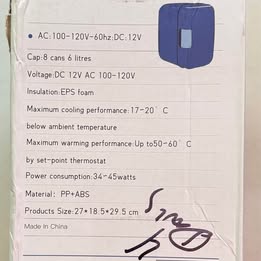 AC:100-120V-60hz;DC:12V
Cap:8 cans 6 litres
Voltage:DC 12V AC 100-120V
Insulation:EPS foam
Maximum cooling performance:17-20°C
below ambient temperature
Maximum warming performance:Up to50-60°C
by set-point thermostat
Power consumption:34-45watts
Material: PP+ABS
Products Size:27*18.5*29.5 cm
Made In China